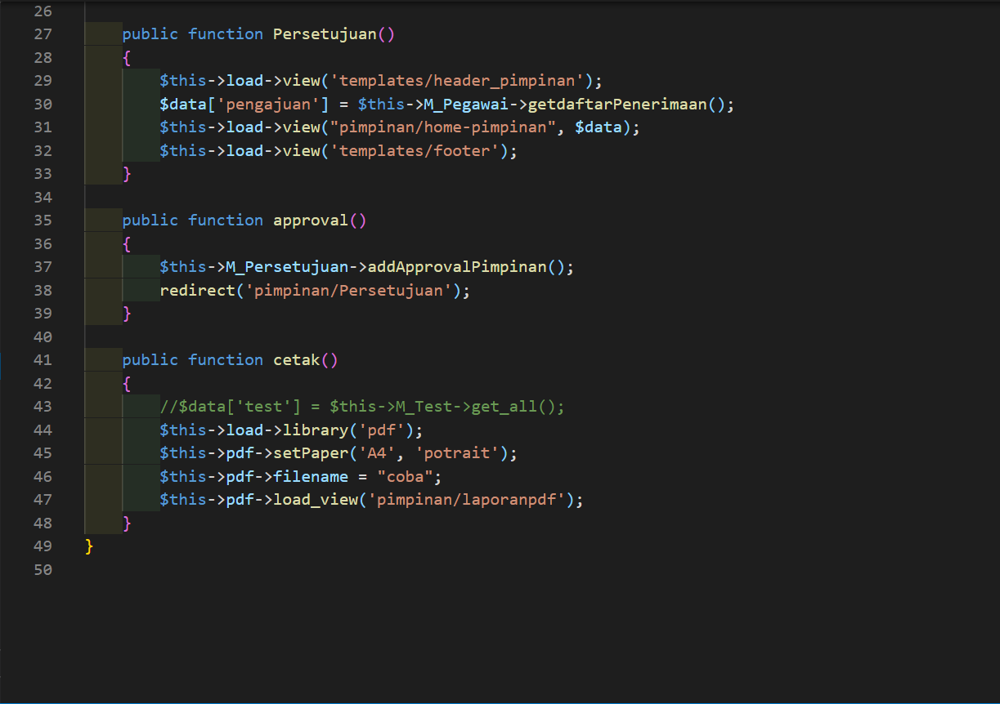 26
27 public function Persetujuan()
28 {
29 $this->load->view('templates/header_pimpinan');
30 $data['pengajuan'] = $this->M_Pegawai->getdaftarPenerimaan();
31 $this->load->view("pimpinan/home-pimpinan", $data);
32 $this->load->view('templates/footer');
33 }
34
35 public function approval()
36 {
37 $this->M_Persetujuan->addApprovalPimpinan();
38 redirect('pimpinan/Persetujuan');
39 }
40
41 public function cetak()
42 {
43 //$data['test'] = $this->M_Test->get_all();
44 $this->load->library('pdf');
45 $this->pdf->setPaper('A4', 'potrait');
46 $this->pdf->filename = "coba";
47 $this->pdf->load_view('pimpinan/laporanpdf');
48 }
49 }
50